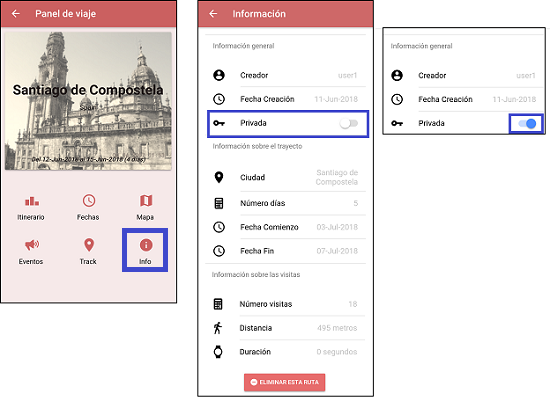 Panel de viaje
Santiago de Compostela
Spain
Del 12-Jun-2018 al 15-Jun-2018 (4 días)
Itinerario
Fechas
Mapa
Eventos
Track
Info
Información
Información general
Creador
user1
Fecha Creación
11-Jun-2018
Privada
Información sobre el trayecto
Ciudad
Santiago de
Compostela
Número días
5
Fecha Comienzo
03-Jul-2018
Fecha Fin
07-Jul-2018
Información sobre las visitas
Número visitas
18
Distancia
495 metros
Duración
0 segundos
ELIMINAR ESTA RUTA
Información general
Creador
user1
Fecha Creación
11-Jun-2018
Privada